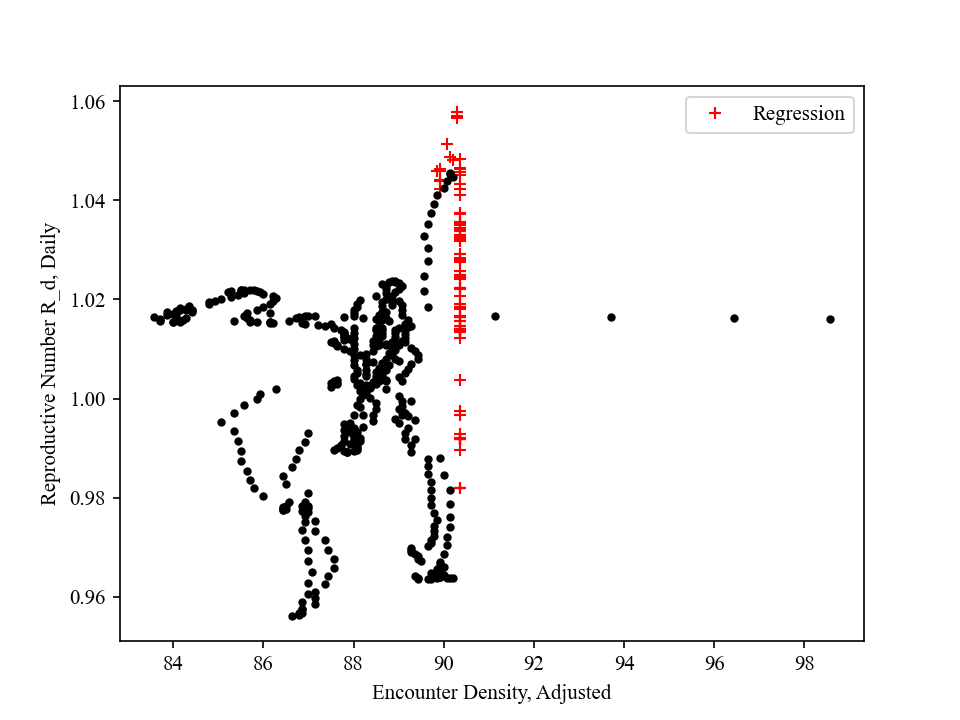 Regression
1.06
1.04
1.02
1.00
0.98
0.96
Reproductive Number R_d, Daily
84 86 88 90 92 94 96 98
Encounter Density, Adjusted